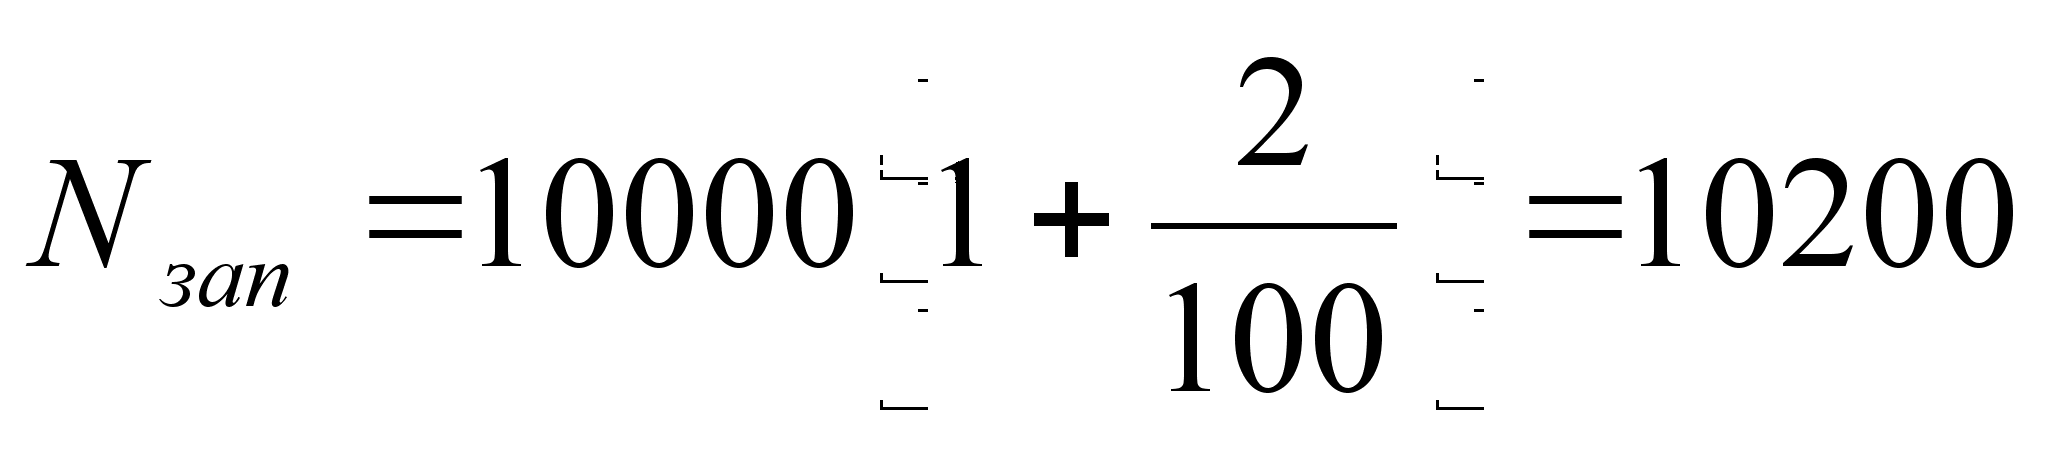 N зап = 10000 (1 + 2/100) = 10200